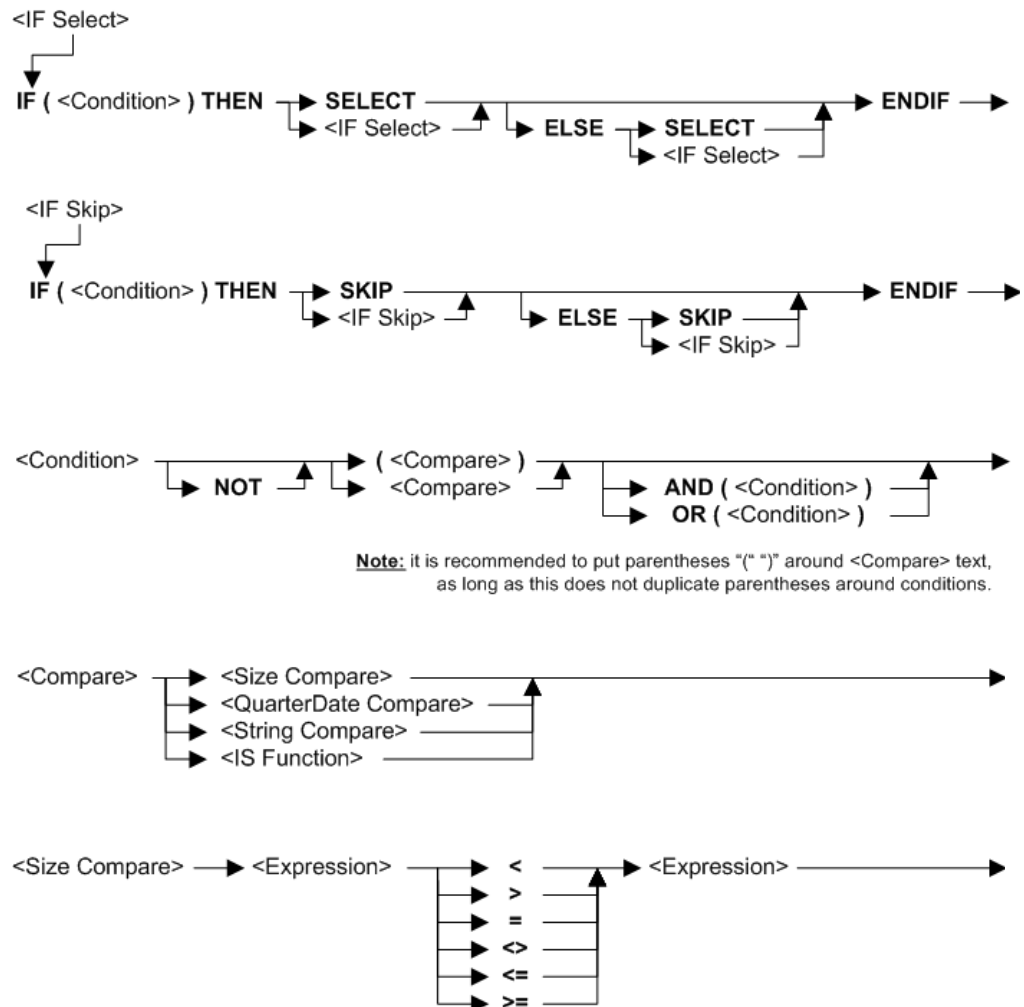 <IF Select>
IF ( <Condition> ) THEN SELECT ENDIF
<IF Select> ELSE SELECT
<IF Select>
<IF Skip>
IF ( <Condition> ) THEN SKIP ENDIF
<IF Skip> ELSE SKIP
<IF Skip>
<Condition> ( <Compare> )
NOT <Compare> AND ( <Condition> )
OR ( <Condition> )
Note: it is recommended to put parentheses “(“ “)” around <Compare> text,
as long as this does not duplicate parentheses around conditions.
<Compare> <Size Compare>
<QuarterDate Compare>
<String Compare>
<IS Function>
<Size Compare> <Expression> < <Expression>
>
=
<>
<=
>=